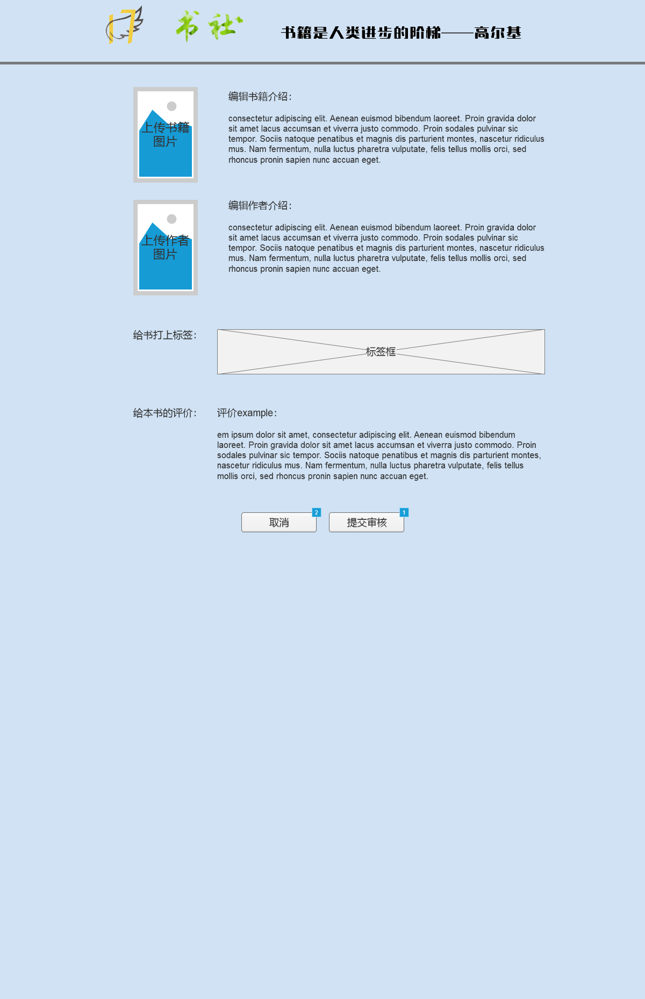 17 书社
书籍是人类进步的阶梯——高尔基
上传书籍
图片
编辑书籍介绍：
consectetur adipiscing elit. Aenean euismod bibendum laoreet. Proin gravida dolor
sit amet lacus accumsan et viverra justo commodo. Proin sodales pulvinar sic
tempor. Sociis natoque penatibus et magnis dis parturient montes, nascetur ridiculus
mus. Nam fermentum, nulla luctus pharetra vulputate, felis tellus mollis orci, sed
rhoncus pronin sapien nunc accuan eget.
上传作者
图片
编辑作者介绍：
consectetur adipiscing elit. Aenean euismod bibendum laoreet. Proin gravida dolor
sit amet lacus accumsan et viverra justo commodo. Proin sodales pulvinar sic
tempor. Sociis natoque penatibus et magnis dis parturient montes, nascetur ridiculus
mus. Nam fermentum, nulla luctus pharetra vulputate, felis tellus mollis orci, sed
rhoncus pronin sapien nunc accuan eget.
给书打上标签：
标签框
给本书的评价：
评价example：
em ipsum dolor sit amet, consectetur adipiscing elit. Aenean euismod bibendum
laoreet. Proin gravida dolor sit amet lacus accumsan et viverra justo commodo. Proin
sodales pulvinar sic tempor. Sociis natoque penatibus et magnis dis parturient montes,
nascetur ridiculus mus. Nam fermentum, nulla luctus pharetra vulputate, felis tellus
mollis orci, sed rhoncus pronin sapien nunc accuan eget.
取消 2
提交审核 1